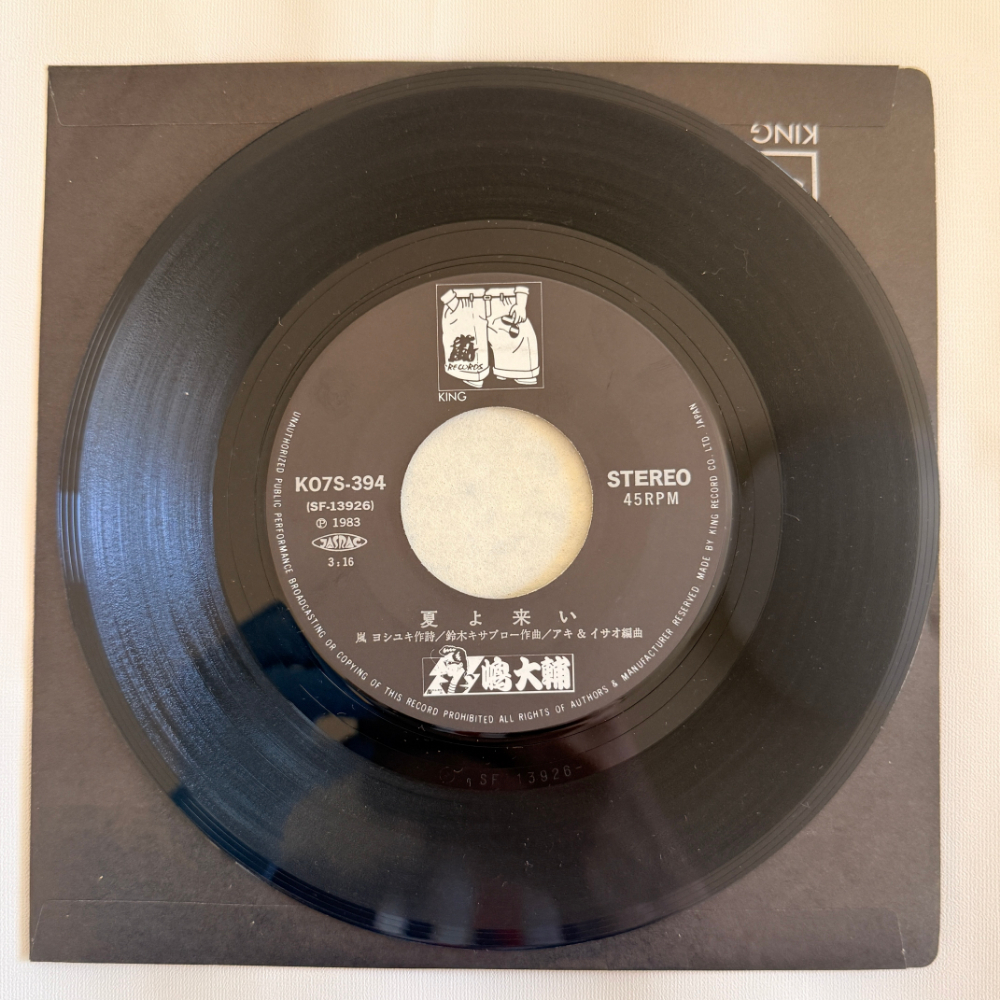 KING
嵐
RECORDS
KING
K07S-394
(SF-13926)
Ⓟ 1983
JASRAC
3:16
STEREO
45RPM
夏よ来い
嵐 ヨシユキ作詩/鈴木キサブロー作曲/アキ & イサオ編曲
嶋大輔
UNAUTHORIZED PUBLIC PERFORMANCE BROADCASTING OR COPYING OF THIS RECORD PROHIBITED ALL RIGHTS OF AUTHORS & MANUFACTURER RESERVED MADE BY KING RECORD CO., LTD. JAPAN
SF 13926-